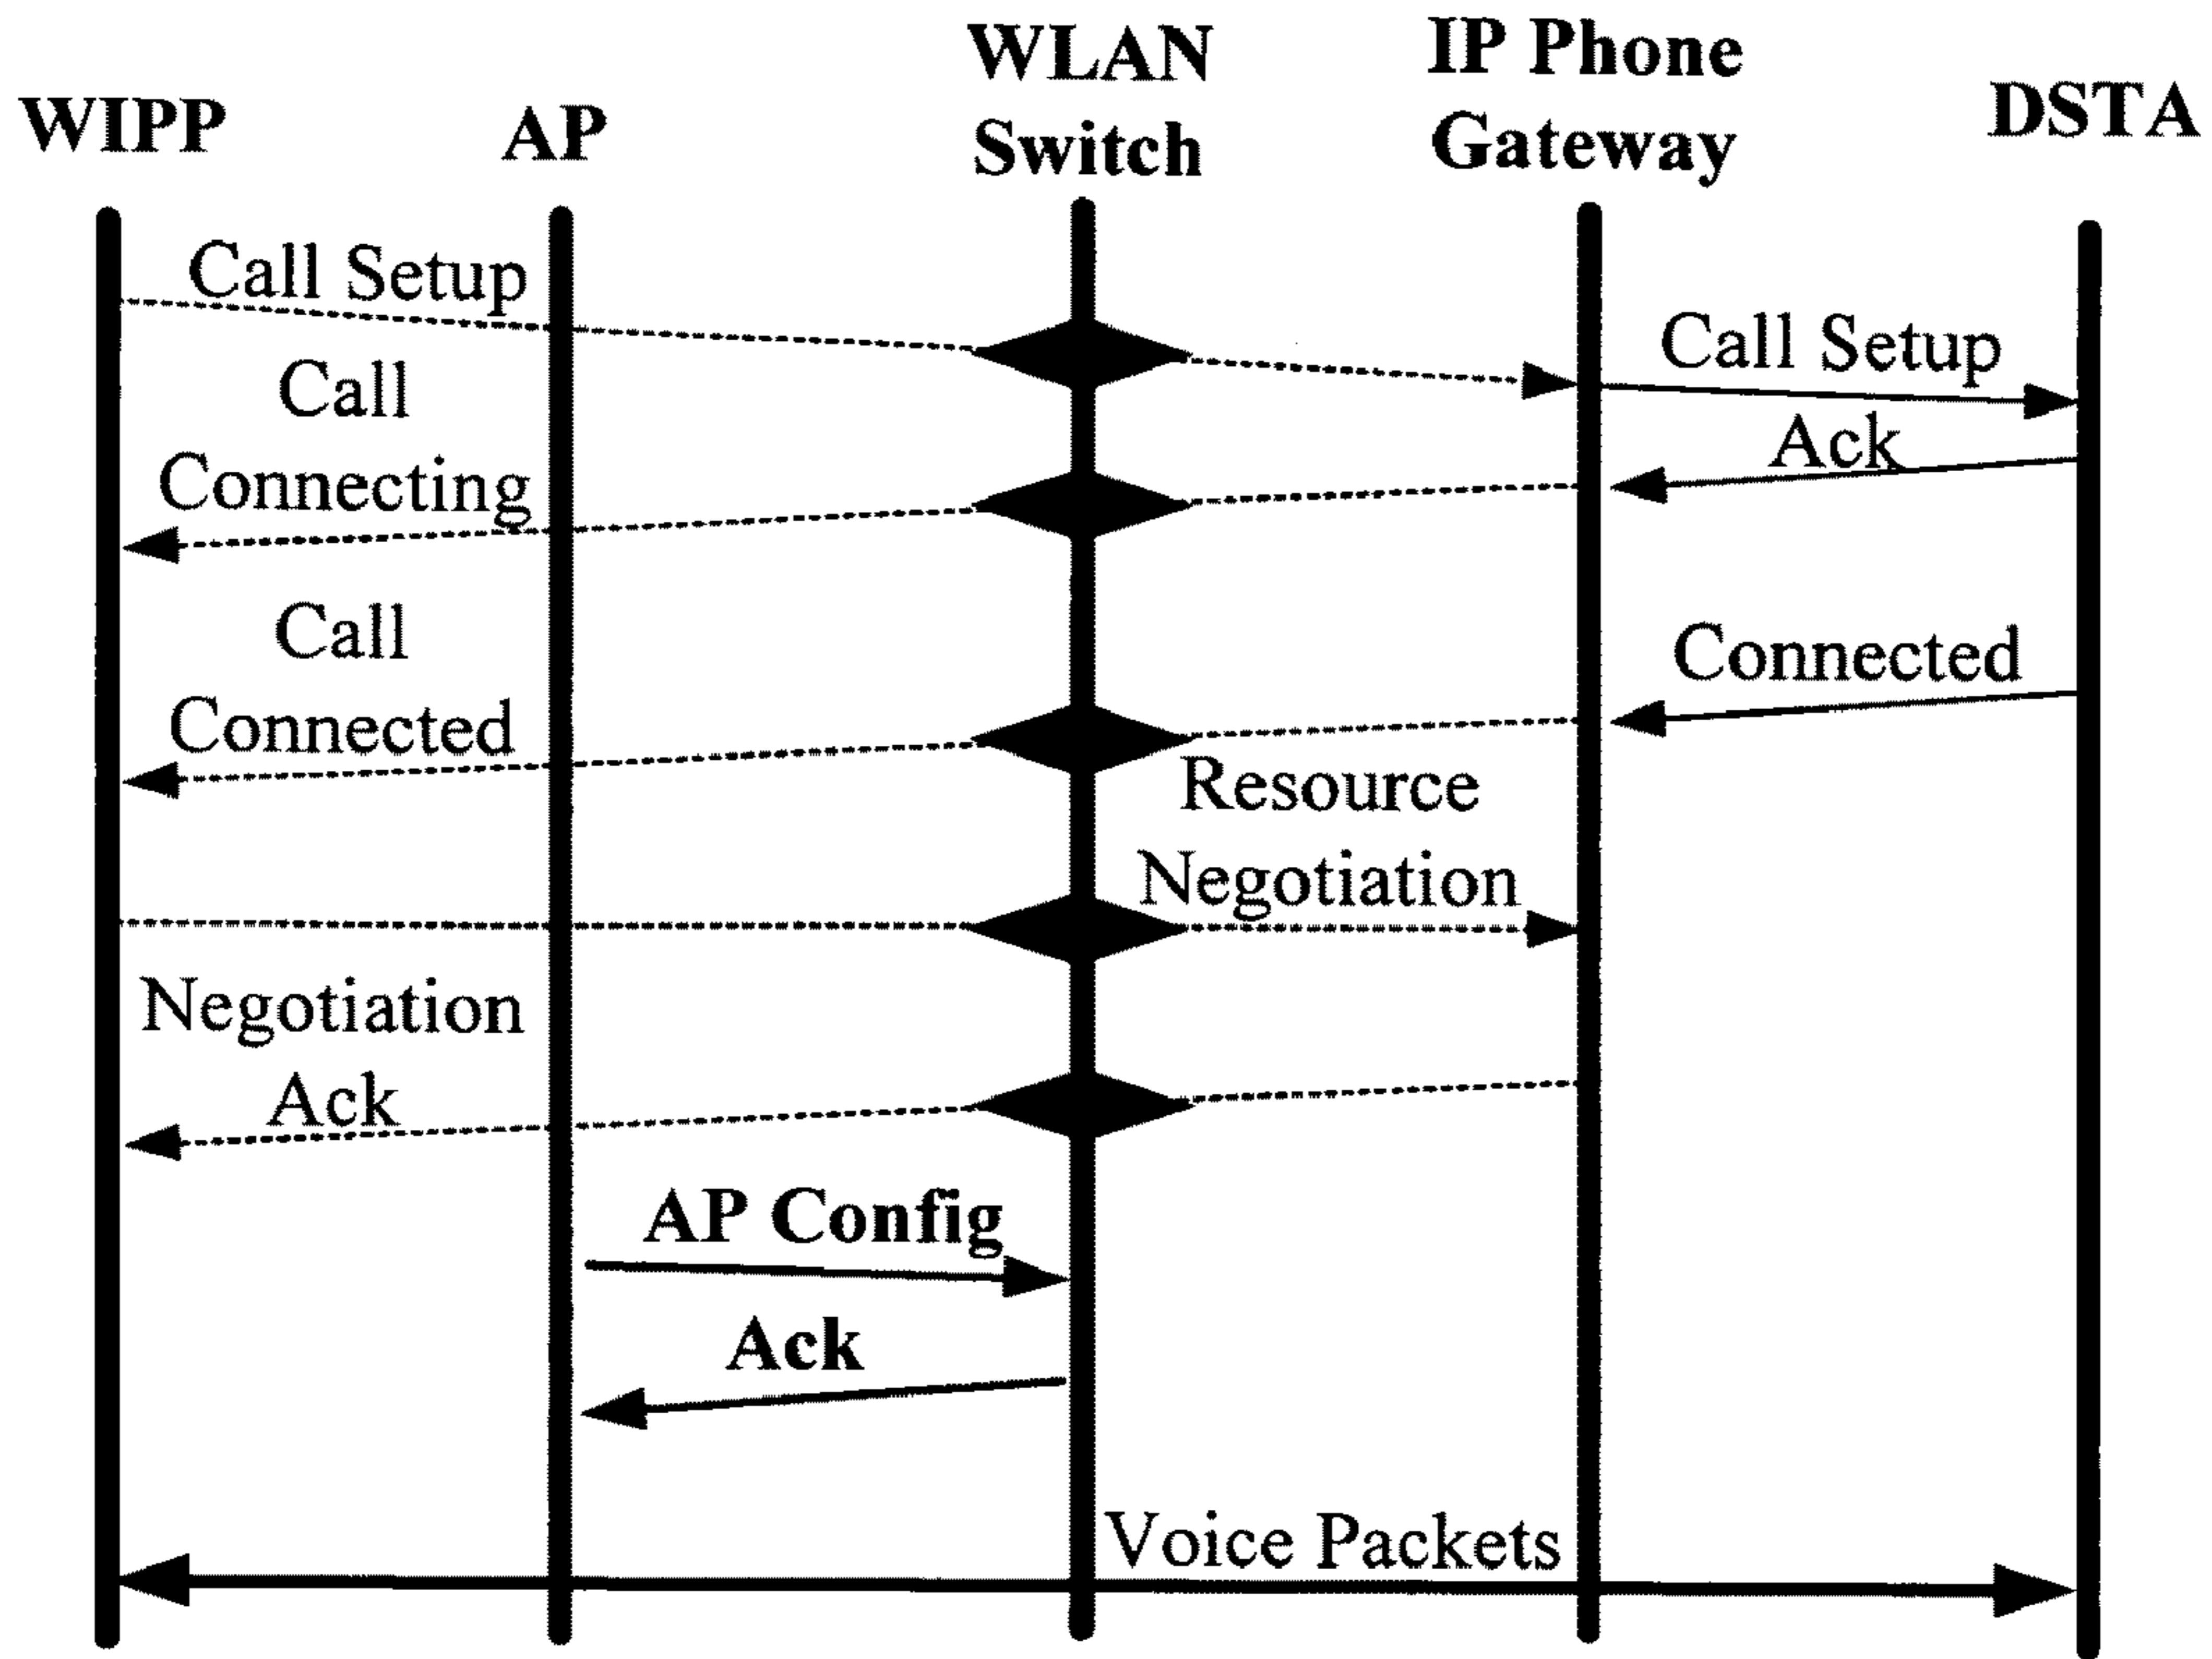 WIPP
AP
WLAN
Switch
IP Phone
Gateway
DSTA
Call Setup
Call Setup
Call
Connecting
Ack
Call
Connected
Connected
Resource
Negotiation
Negotiation
Ack
AP Config
Ack
Voice Packets